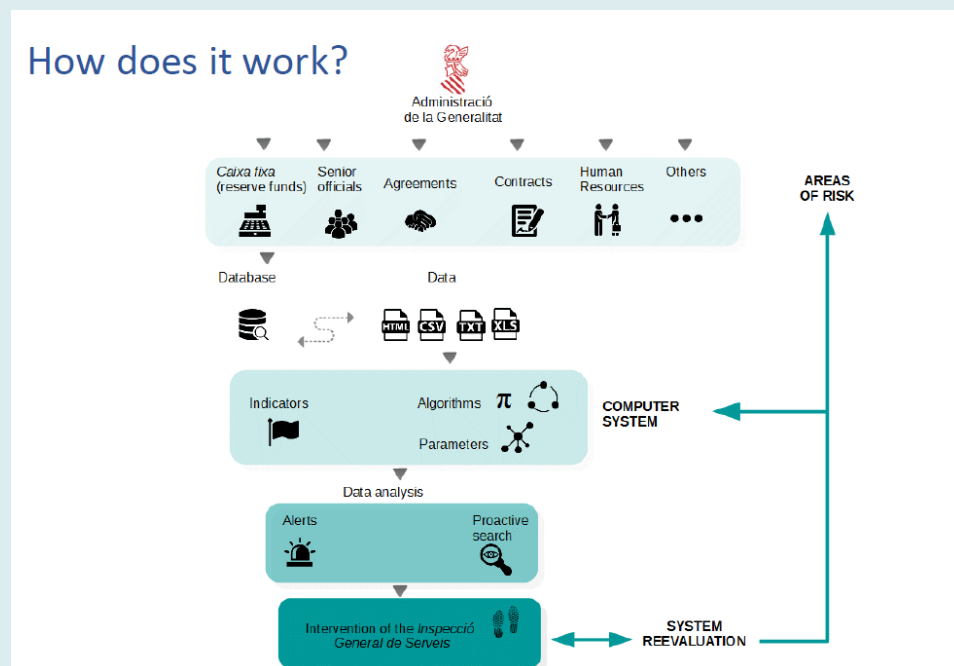 How does it work?
Administració
de la Generalitat
Caixa fixa
(reserve funds)
Senior
officials
Agreements
Contracts
Human
Resources
Others
AREAS
OF RISK
Database
Data
HTML
CSV
TXT
XLS
Indicators
Algorithms
π
Parameters
COMPUTER
SYSTEM
Data analysis
Alerts
Proactive
search
Intervention of the Inspecció
General de Serveis
SYSTEM
REEVALUATION